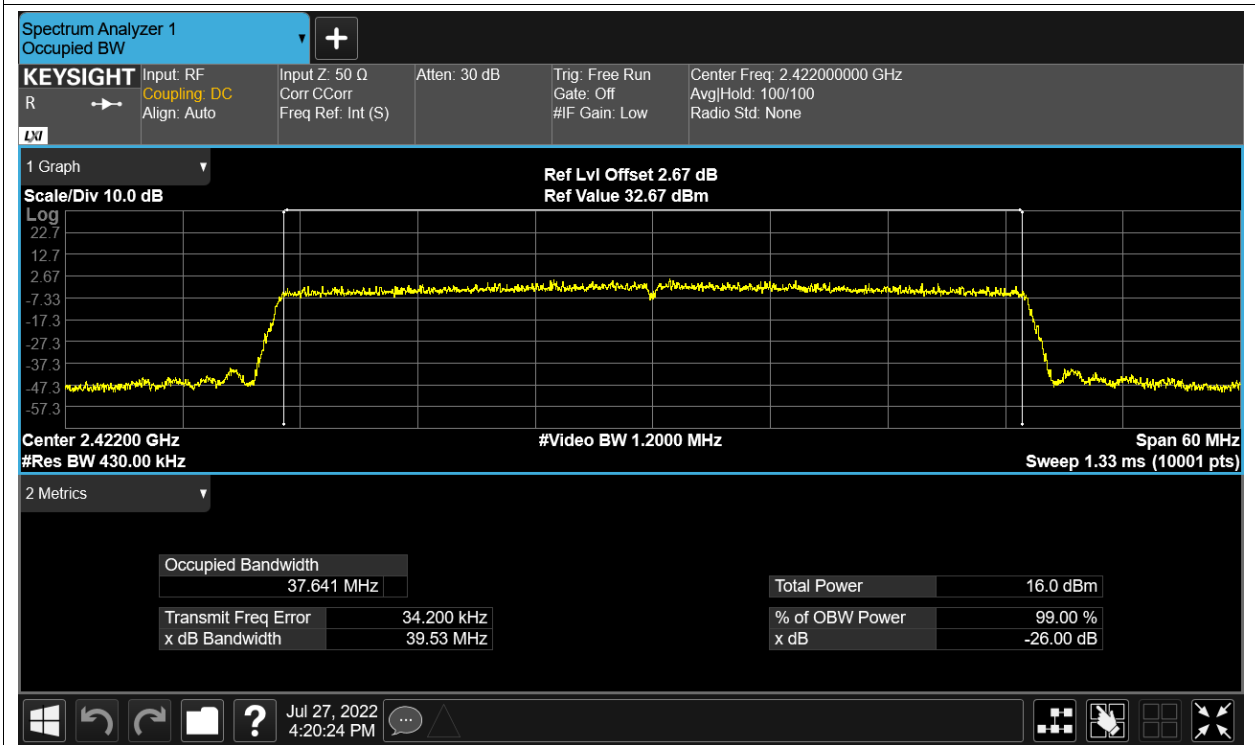 Spectrum Analyzer 1
Occupied BW
KEYSIGHT
R
LXI
Input: RF
Coupling: DC
Align: Auto
Input Z: 50 Ω
Corr CCorr
Freq Ref: Int (S)
Atten: 30 dB
Trig: Free Run
Gate: Off
#IF Gain: Low
Center Freq: 2.422000000 GHz
Avg|Hold: 100/100
Radio Std: None
1 Graph
Scale/Div 10.0 dB
Ref Lvl Offset 2.67 dB
Ref Value 32.67 dBm
Log
22.7
12.7
2.67
-7.33
-17.3
-27.3
-37.3
-47.3
-57.3
Center 2.42200 GHz
#Res BW 430.00 kHz
#Video BW 1.2000 MHz
Span 60 MHz
Sweep 1.33 ms (10001 pts)
2 Metrics
Occupied Bandwidth
37.641 MHz
Transmit Freq Error 34.200 kHz
x dB Bandwidth 39.53 MHz
Total Power 16.0 dBm
% of OBW Power 99.00 %
x dB -26.00 dB
?
Jul 27, 2022
4:20:24 PM